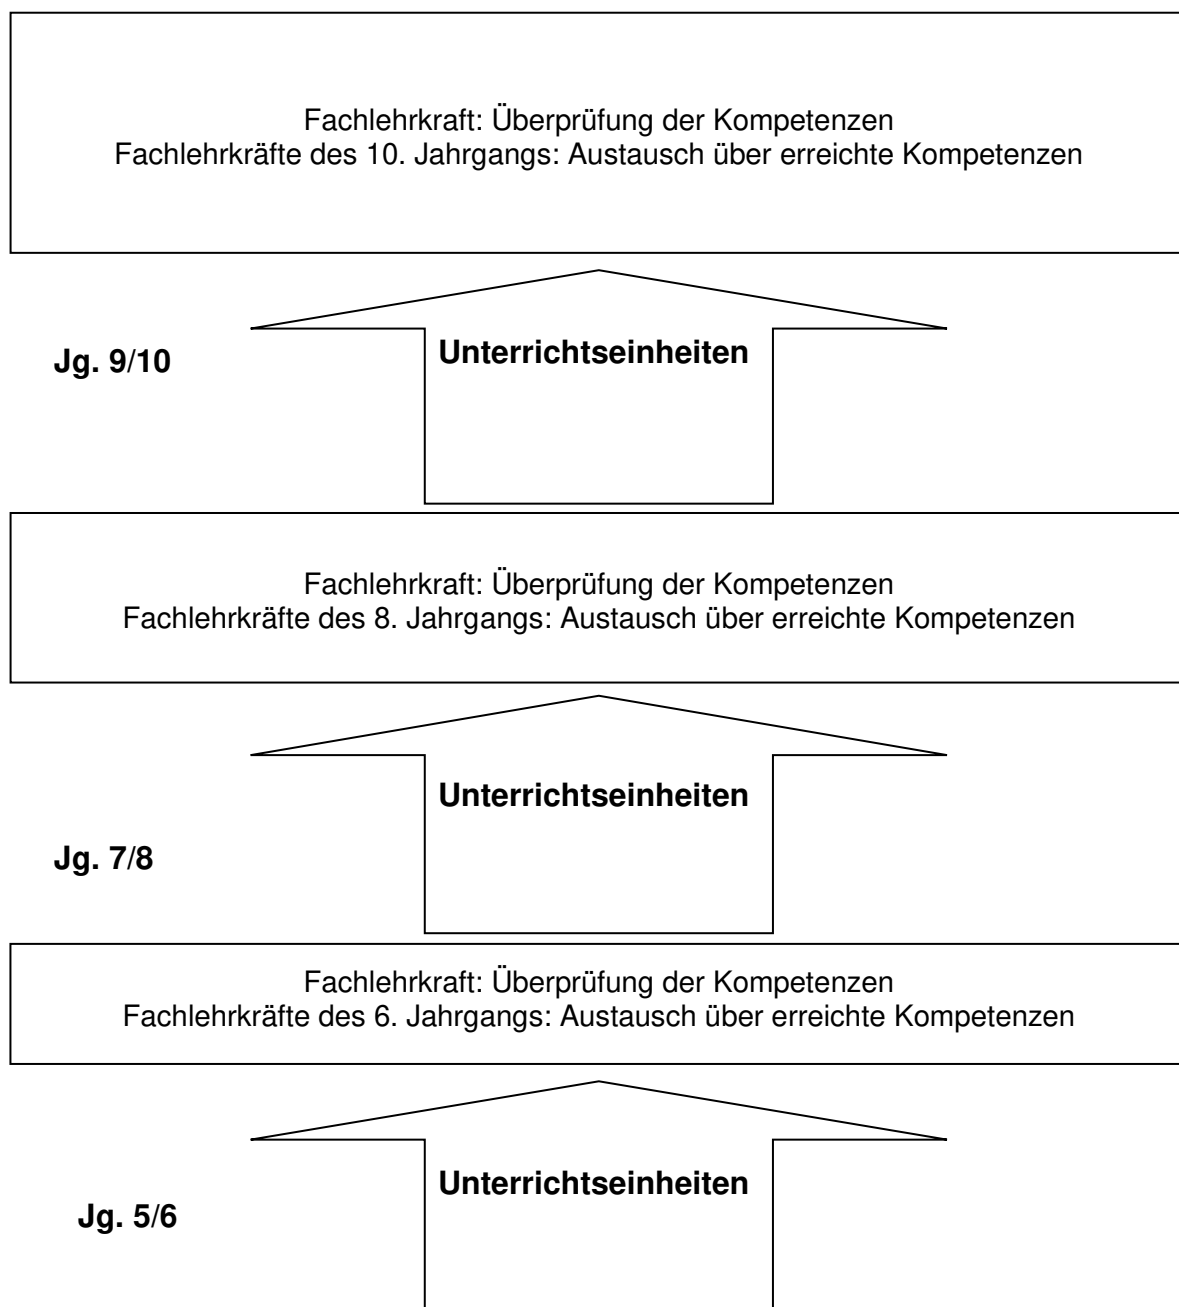 Fachlehrkraft: Überprüfung der Kompetenzen
Fachlehrkräfte des 10. Jahrgangs: Austausch über erreichte Kompetenzen
Jg. 9/10
Unterrichtseinheiten
Fachlehrkraft: Überprüfung der Kompetenzen
Fachlehrkräfte des 8. Jahrgangs: Austausch über erreichte Kompetenzen
Unterrichtseinheiten
Jg. 7/8
Fachlehrkraft: Überprüfung der Kompetenzen
Fachlehrkräfte des 6. Jahrgangs: Austausch über erreichte Kompetenzen
Unterrichtseinheiten
Jg. 5/6